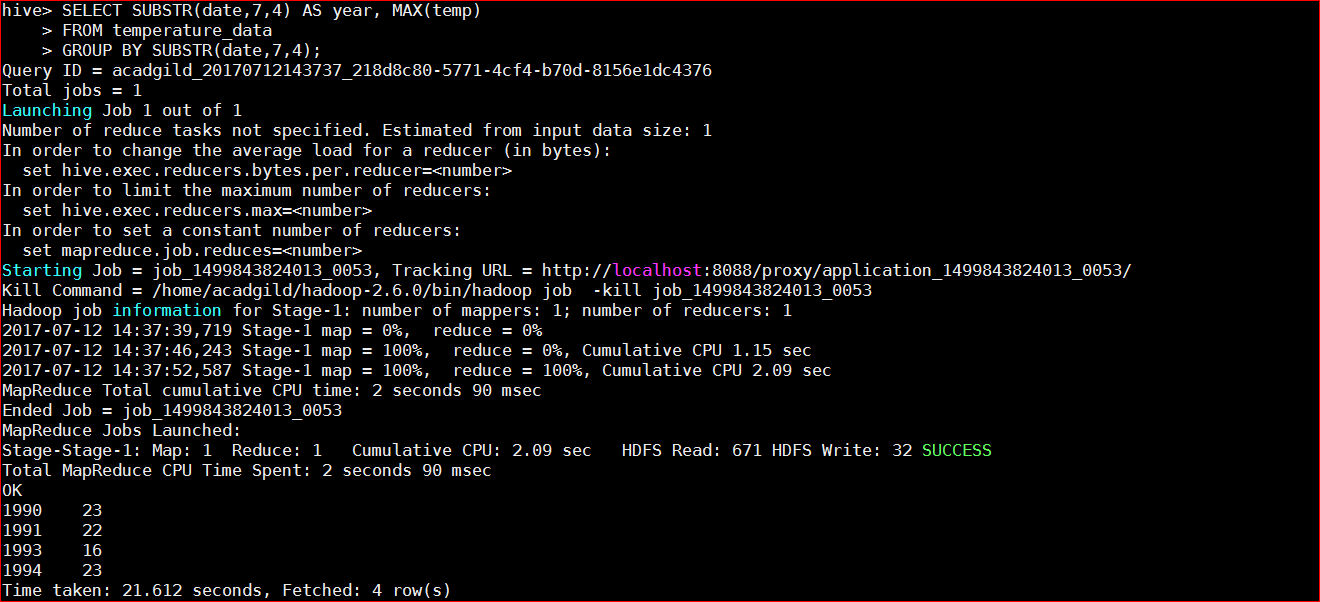 hive> SELECT SUBSTR(date,7,4) AS year, MAX(temp)
    > FROM temperature_data
    > GROUP BY SUBSTR(date,7,4);
Query ID = acadgild_20170712143737_218d8c80-5771-4cf4-b70d-8156e1dc4376
Total jobs = 1
Launching Job 1 out of 1
Number of reduce tasks not specified. Estimated from input data size: 1
In order to change the average load for a reducer (in bytes):
  set hive.exec.reducers.bytes.per.reducer=<number>
In order to limit the maximum number of reducers:
  set hive.exec.reducers.max=<number>
In order to set a constant number of reducers:
  set mapreduce.job.reduces=<number>
Starting Job = job_1499843824013_0053, Tracking URL = http://localhost:8088/proxy/application_1499843824013_0053/
Kill Command = /home/acadgild/hadoop-2.6.0/bin/hadoop job  -kill job_1499843824013_0053
Hadoop job information for Stage-1: number of mappers: 1; number of reducers: 1
2017-07-12 14:37:39,719 Stage-1 map = 0%,  reduce = 0%
2017-07-12 14:37:46,243 Stage-1 map = 100%,  reduce = 0%, Cumulative CPU 1.15 sec
2017-07-12 14:37:52,587 Stage-1 map = 100%,  reduce = 100%, Cumulative CPU 2.09 sec
MapReduce Total cumulative CPU time: 2 seconds 90 msec
Ended Job = job_1499843824013_0053
MapReduce Jobs Launched:
Stage-Stage-1: Map: 1  Reduce: 1   Cumulative CPU: 2.09 sec   HDFS Read: 671 HDFS Write: 32 SUCCESS
Total MapReduce CPU Time Spent: 2 seconds 90 msec
OK
1990    23
1991    22
1993    16
1994    23
Time taken: 21.612 seconds, Fetched: 4 row(s)